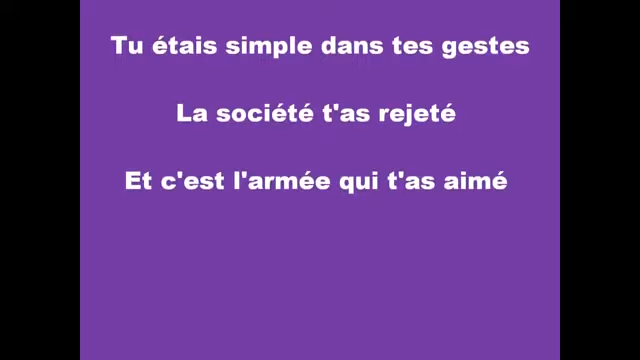 Tu étais simple dans tes gestes
La société t'as rejeté
Et c'est l'armée qui t'as aimé